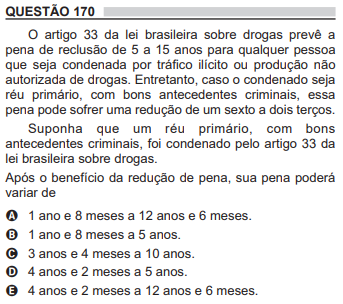 QUESTÃO 170
O artigo 33 da lei brasileira sobre drogas prevê a
pena de reclusão de 5 a 15 anos para qualquer pessoa
que seja condenada por tráfico ilícito ou produção não
autorizada de drogas. Entretanto, caso o condenado seja
réu primário, com bons antecedentes criminais, essa
pena pode sofrer uma redução de um sexto a dois terços.
Suponha que um réu primário, com bons
antecedentes criminais, foi condenado pelo artigo 33 da
lei brasileira sobre drogas.
Após o benefício da redução de pena, sua pena poderá
variar de
A 1 ano e 8 meses a 12 anos e 6 meses.
B 1 ano e 8 meses a 5 anos.
C 3 anos e 4 meses a 10 anos.
D 4 anos e 2 meses a 5 anos.
E 4 anos e 2 meses a 12 anos e 6 meses.